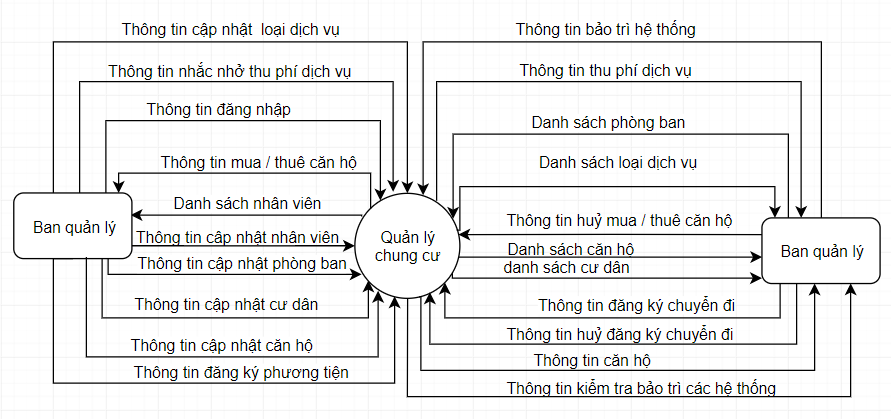 Thông tin cập nhật loại dịch vụ
Thông tin nhắc nhở thu phí dịch vụ
Thông tin đăng nhập
Thông tin mua / thuê căn hộ
Danh sách nhân viên
Ban quản lý
Thông tin câp nhật nhân viên
Thông tin cập nhật phòng ban
Thông tin cập nhật cư dân
Thông tin cập nhật căn hộ
Thông tin đăng ký phương tiện
Quản lý
chung cư
Thông tin bảo trì hệ thống
Thông tin thu phí dịch vụ
Danh sách phòng ban
Danh sách loại dịch vụ
Thông tin huỷ mua / thuê căn hộ
Danh sách căn hộ
danh sách cư dân
Ban quản lý
Thông tin đăng ký chuyển đi
Thông tin huỷ đăng ký chuyển đi
Thông tin căn hộ
Thông tin kiểm tra bảo trì các hệ thống